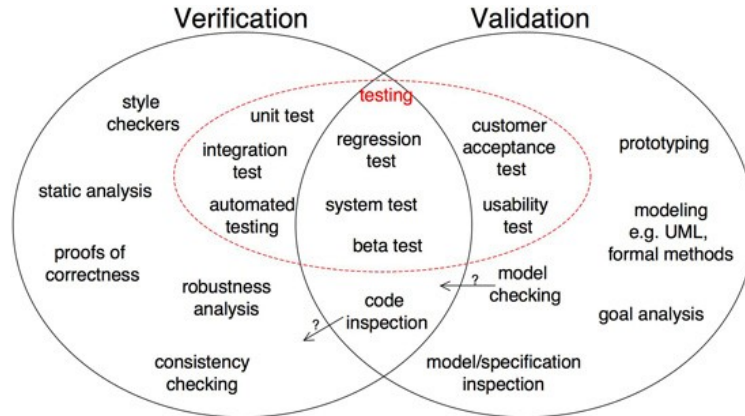 Verification
Validation
testing
style
checkers
unit test
regression
test
customer
acceptance
test
prototyping
integration
test
static analysis
automated
testing
system test
usability
test
modeling
e.g. UML,
formal methods
beta test
proofs of
correctness
robustness
analysis
?
model
checking
code
inspection
?
goal analysis
consistency
checking
model/specification
inspection